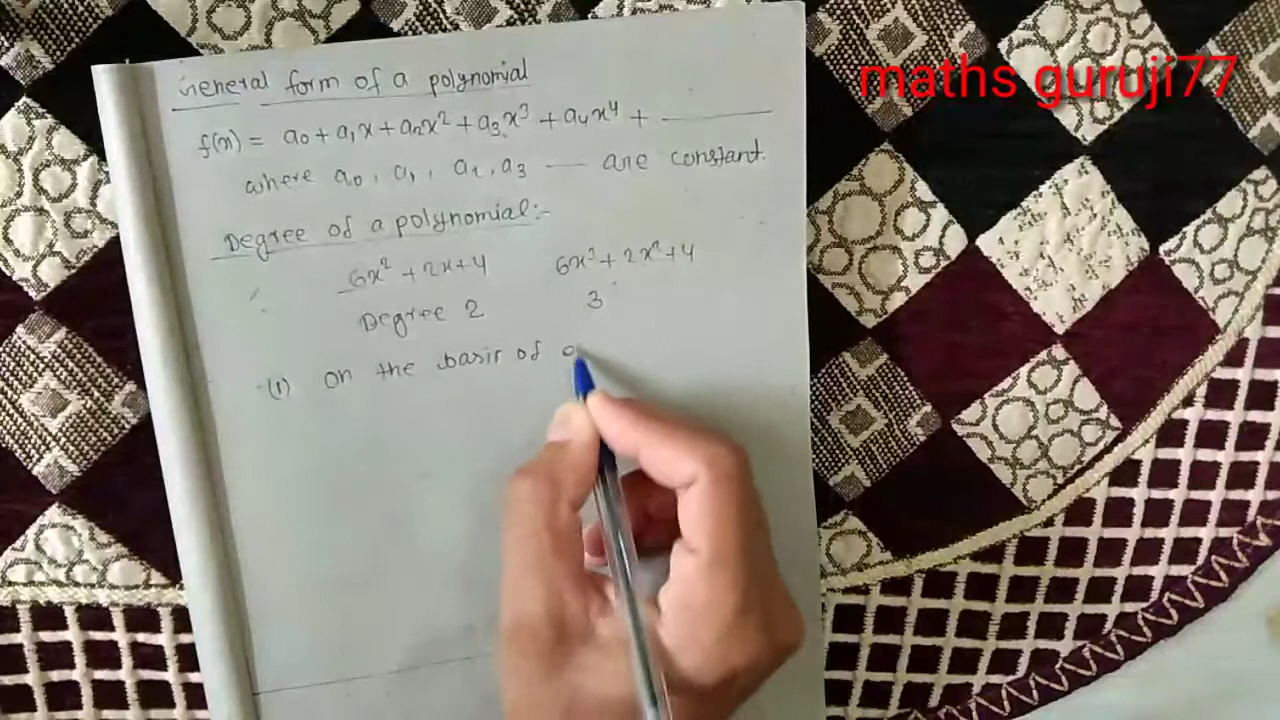 General form of a polynomial
f(x) = a₀ + a₁x + a₂x² + a₃x³ + a₄x⁴ + ———
where a₀, a₁, a₂, a₃ — are constant.
Degree of a polynomial:-
6x² + 2x + 4 6x³ + 2x² + 4
Degree 2 3
(1) On the basis of
maths guruji77